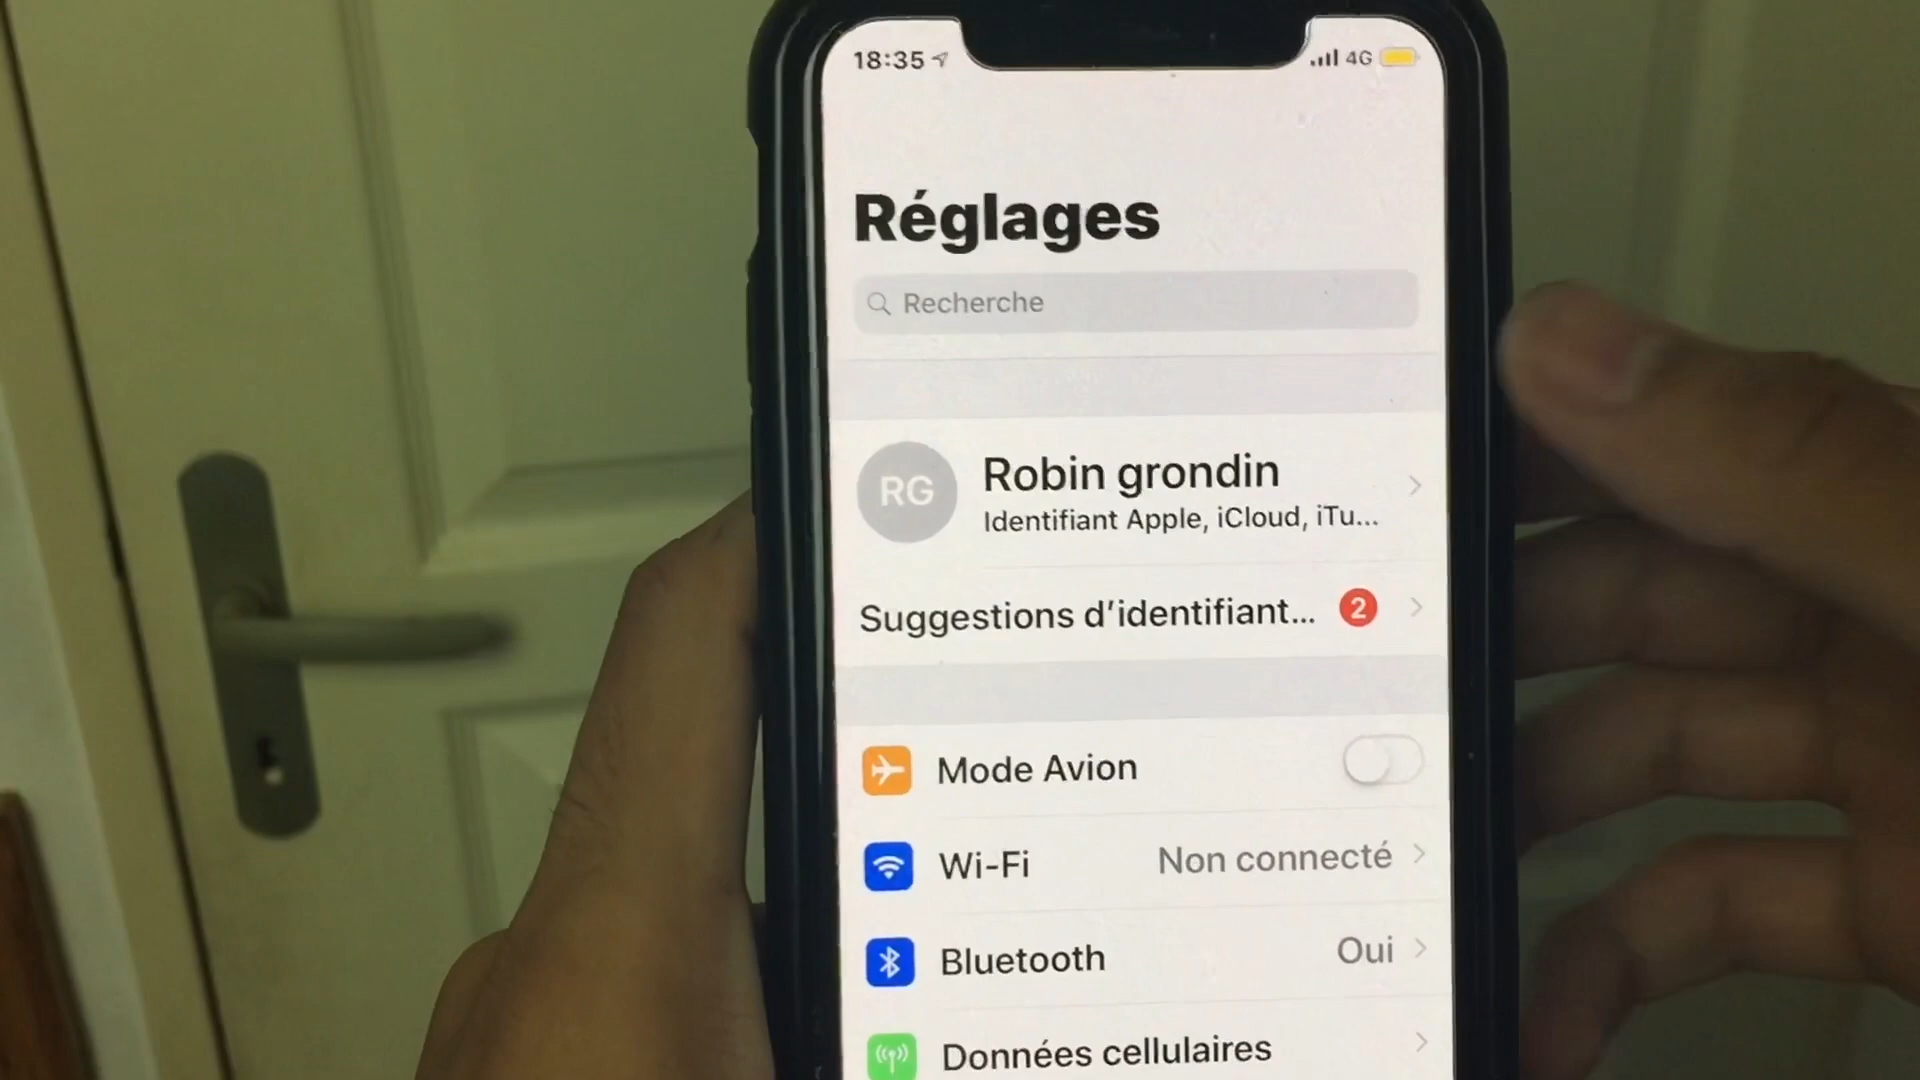 18:35
4G
Réglages
Recherche
RG
Robin grondin
Identifiant Apple, iCloud, iTu...
Suggestions d'identifiant... 2
Mode Avion
Wi-Fi Non connecté
Bluetooth Oui
Données cellulaires